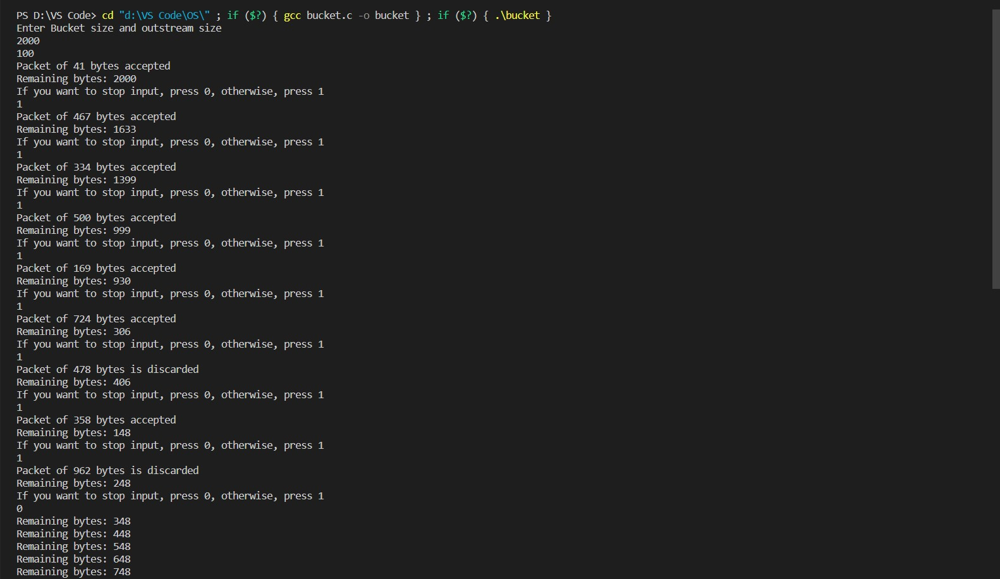 PS D:\VS Code> cd "d:\VS Code\OS\" ; if ($?) { gcc bucket.c -o bucket } ; if ($?) { .\bucket }
Enter Bucket size and outstream size
2000
100
Packet of 41 bytes accepted
Remaining bytes: 2000
If you want to stop input, press 0, otherwise, press 1
1
Packet of 467 bytes accepted
Remaining bytes: 1633
If you want to stop input, press 0, otherwise, press 1
1
Packet of 334 bytes accepted
Remaining bytes: 1399
If you want to stop input, press 0, otherwise, press 1
1
Packet of 500 bytes accepted
Remaining bytes: 999
If you want to stop input, press 0, otherwise, press 1
1
Packet of 169 bytes accepted
Remaining bytes: 930
If you want to stop input, press 0, otherwise, press 1
1
Packet of 724 bytes accepted
Remaining bytes: 306
If you want to stop input, press 0, otherwise, press 1
1
Packet of 478 bytes is discarded
Remaining bytes: 406
If you want to stop input, press 0, otherwise, press 1
1
Packet of 358 bytes accepted
Remaining bytes: 148
If you want to stop input, press 0, otherwise, press 1
1
Packet of 962 bytes is discarded
Remaining bytes: 248
If you want to stop input, press 0, otherwise, press 1
0
Remaining bytes: 348
Remaining bytes: 448
Remaining bytes: 548
Remaining bytes: 648
Remaining bytes: 748